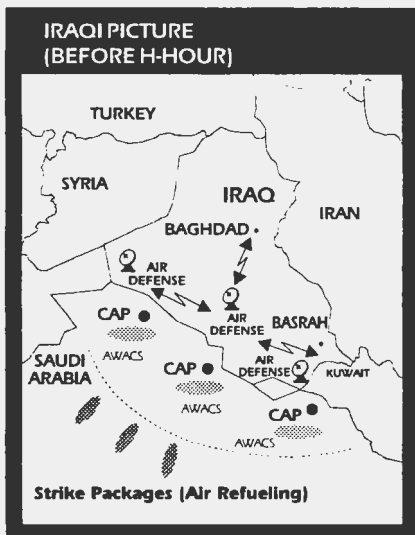 IRAQI PICTURE
(BEFORE H-HOUR)
TURKEY
SYRIA
IRAQ
IRAN
BAGHDAD
AIR
DEFENSE
AIR
DEFENSE
BASRAH
CAP
AIR
DEFENSE
KUWAIT
SAUDI
ARABIA
AWACS
CAP
AWACS
CAP
AWACS
Strike Packages (Air Refueling)